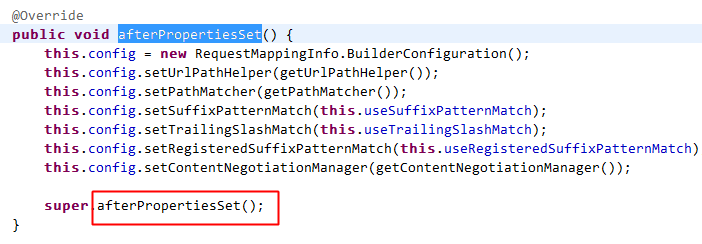 @Override
public void afterPropertiesSet() {
this.config = new RequestMappingInfo.BuilderConfiguration();
this.config.setUrlPathHelper(getUrlPathHelper());
this.config.setPathMatcher(getPathMatcher());
this.config.setSuffixPatternMatch(this.useSuffixPatternMatch);
this.config.setTrailingSlashMatch(this.useTrailingSlashMatch);
this.config.setRegisteredSuffixPatternMatch(this.useRegisteredSuffixPatternMatch)
this.config.setContentNegotiationManager(getContentNegotiationManager());
super.afterPropertiesSet();
}